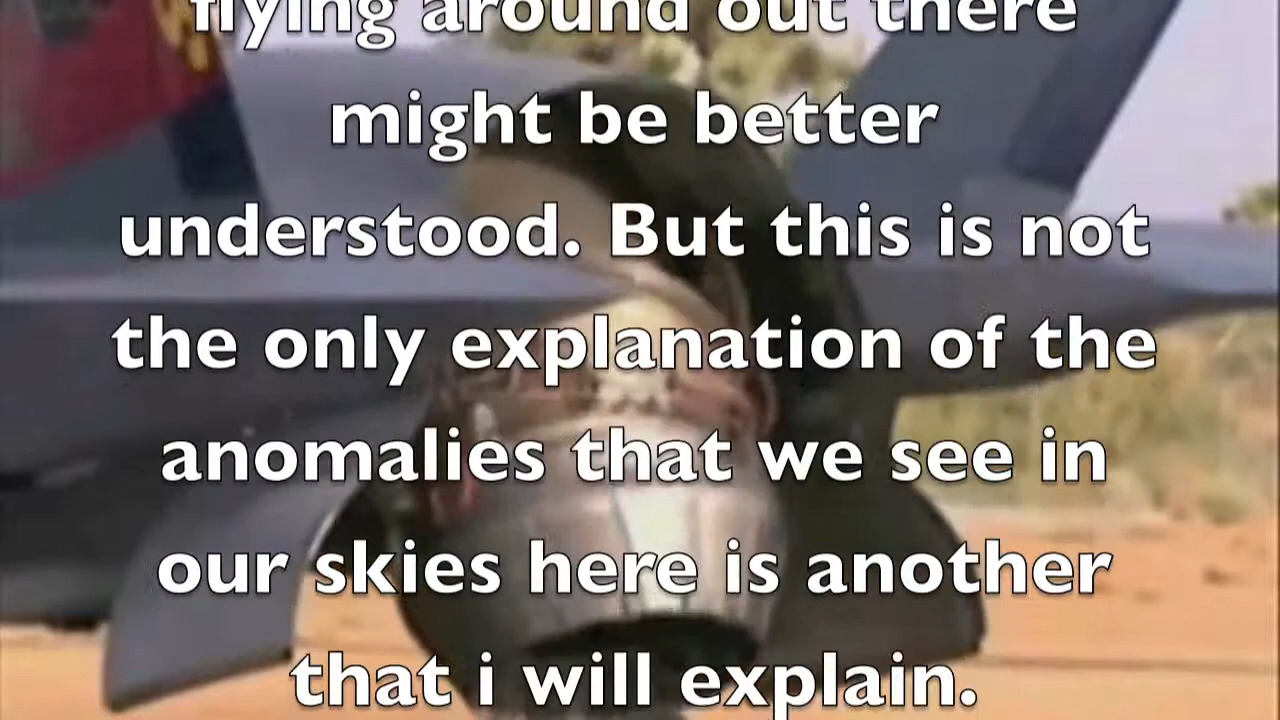 flying around out there
might be better
understood. But this is not
the only explanation of the
anomalies that we see in
our skies here is another
that i will explain.